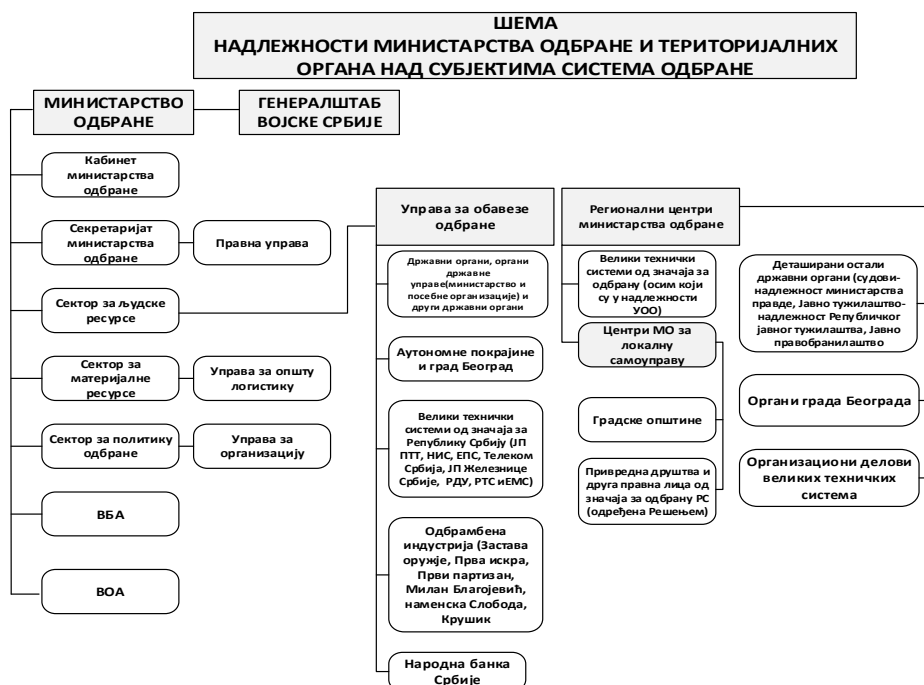 ШЕМА
НАДЛЕЖНОСТИ МИНИСТАРСТВА ОДБРАНЕ И ТЕРИТОРИЈАЛНИХ
ОРГАНА НАД СУБЈЕКТИМА СИСТЕМА ОДБРАНЕ
МИНИСТАРСТВО
ОДБРАНЕ
ГЕНЕРАЛШТАБ
ВОЈСКЕ СРБИЈЕ
Кабинет
министарства
одбране
Секретаријат
министарства
одбране
Правна управа
Сектор за људске
ресурсе
Сектор за
материјалне
ресурсе
Управа за општу
логистику
Сектор за политику
одбране
Управа за
организацију
ВБА
ВОА
Управа за обавезе
одбране
Државни органи, органи
државне
управе(министарство и
посебне организације) и
други државни органи
Аутономне покрајине
и град Београд
Велики технички
системи од значаја за
Републику Србију (ЈП
ПТТ, НИС, ЕПС, Телеком
Србија, ЈП Железнице
Србије, РДУ, РТС иЕМС)
Одбрамбена
индустрија (Застава
оружје, Прва искра,
Први партизан,
Милан Благојевић,
наменска Слобода,
Крушик
Народна банка
Србије
Регионални центри
министарства одбране
Велики технички
системи од значаја за
одбрану (осим који
су у надлежности
УОО)
Центри МО за
локалну
самоуправу
Градске општине
Привредна друштва и
друга правна лица од
значаја за одбрану РС
(одређена Решењем)
Деташирани остали
државни органи (судови-
надлежност министарства
правде, Јавно тужилаштво-
надлежност Републичког
јавног тужилаштва, Јавно
правобранилаштво
Органи града Београда
Организациони делови
великих техничких
система